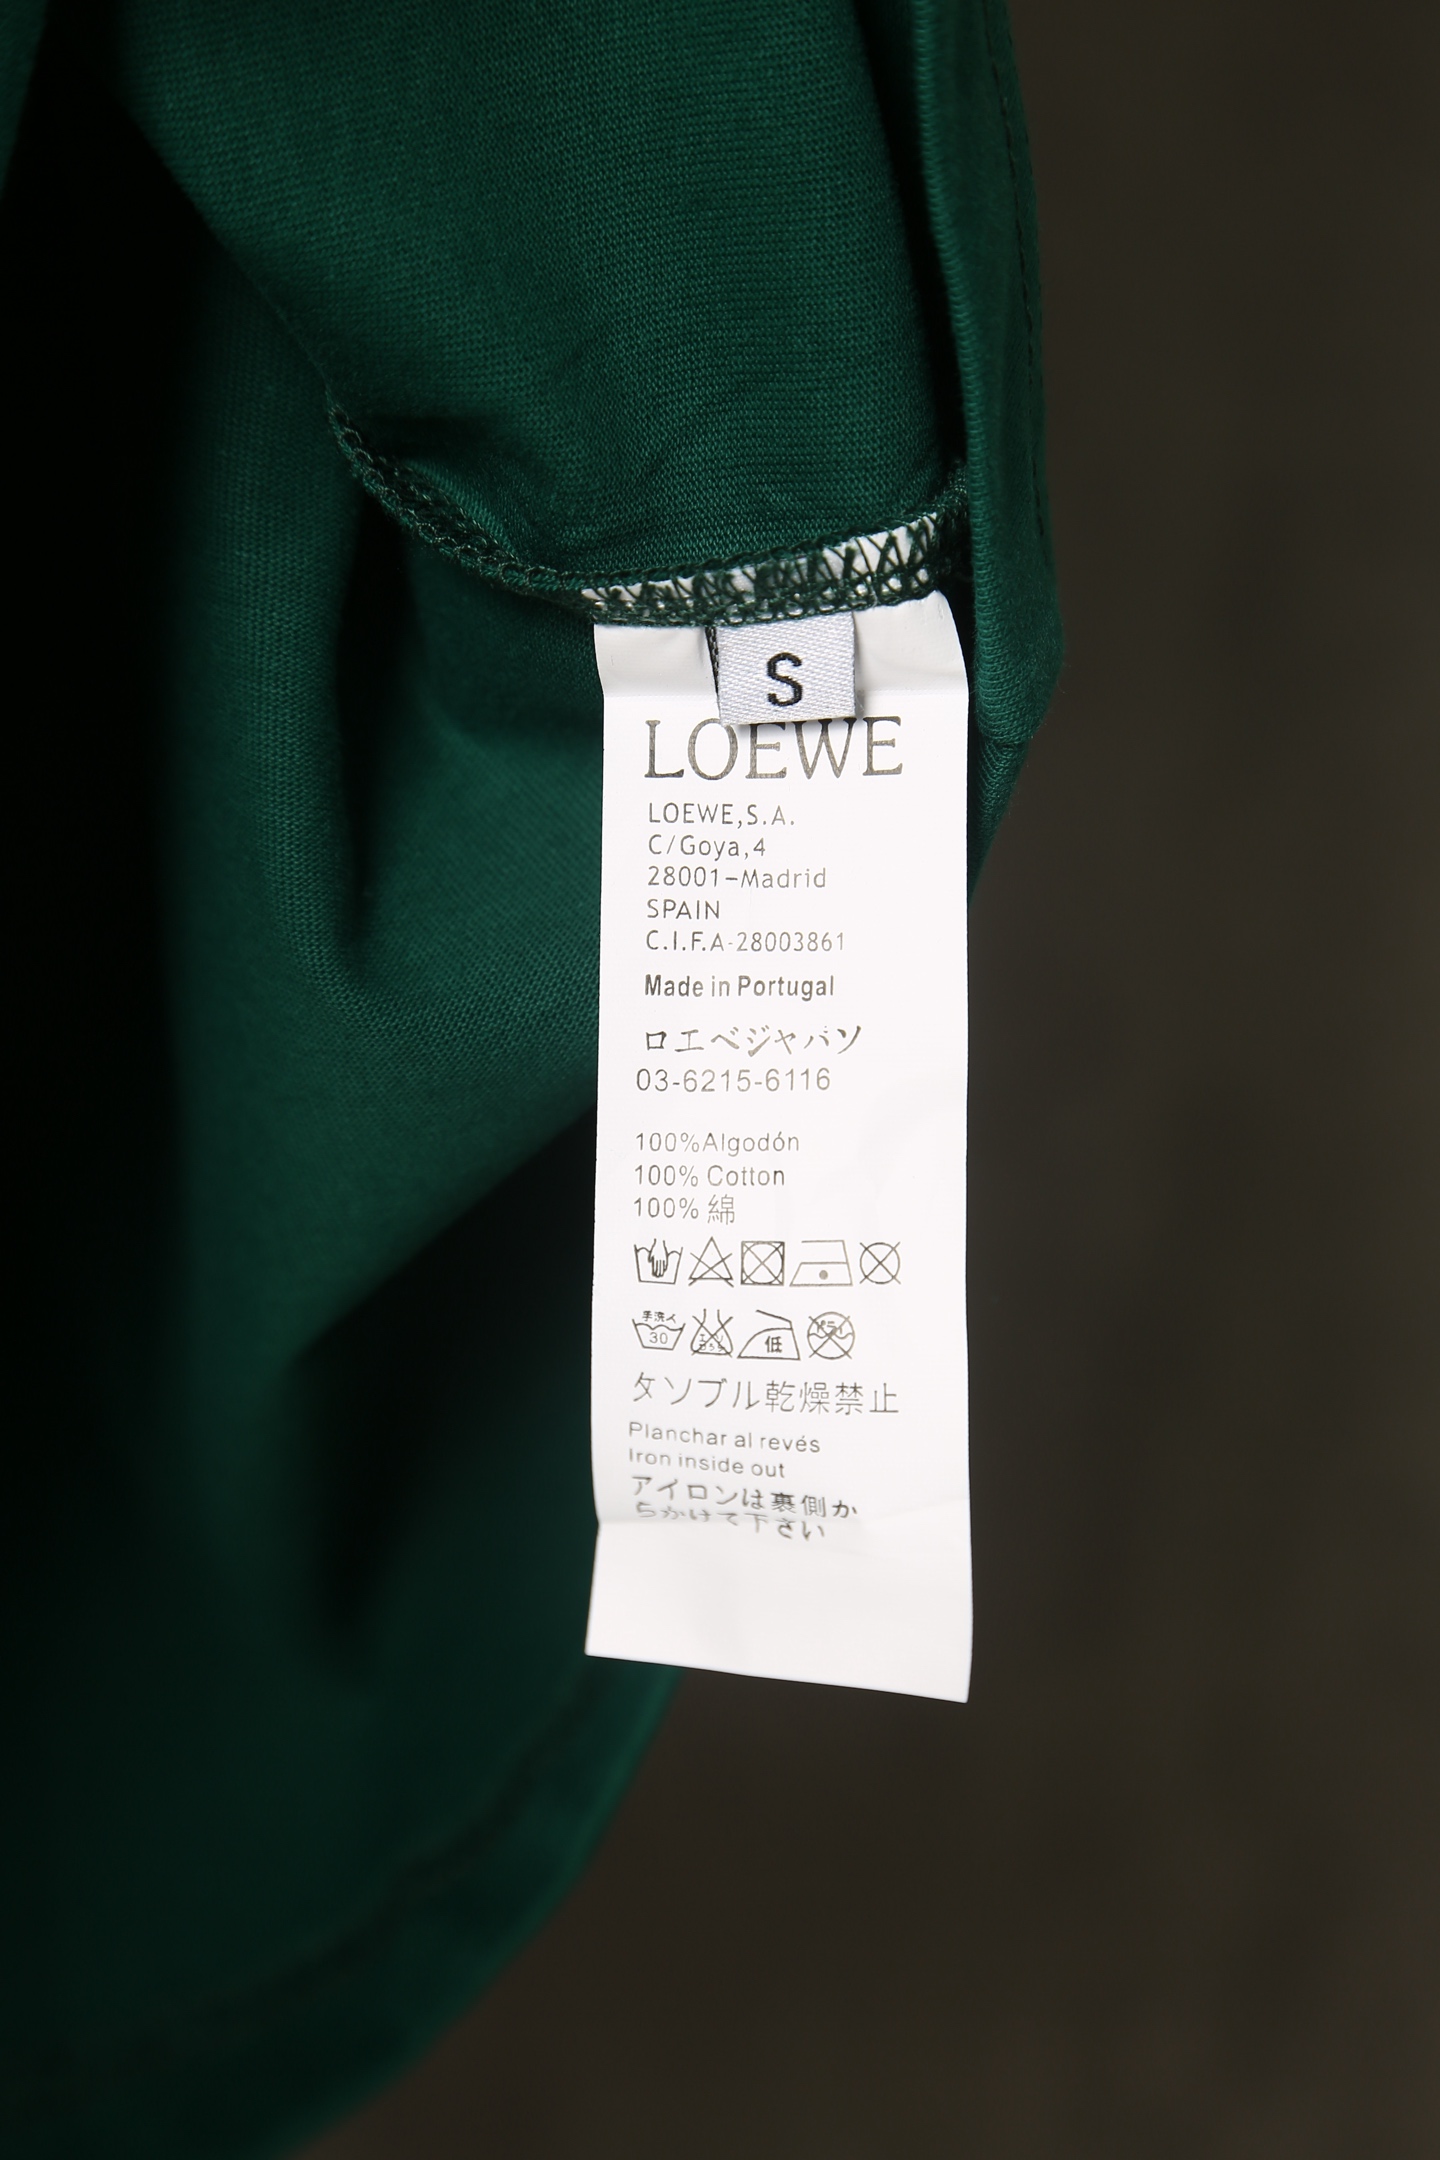 S
LOEWE
LOEWE,S.A.
C/Goya,4
28001-Madrid
SPAIN
C.I.F.A-28003861
Made in Portugal
ロエベジャパソ
03-6215-6116
100%Algodón
100% Cotton
100% 綿
手洗イ
30
低
タソブル乾燥禁止
Planchar al revés
Iron inside out
アイロンは裏側か
らかけて下さい